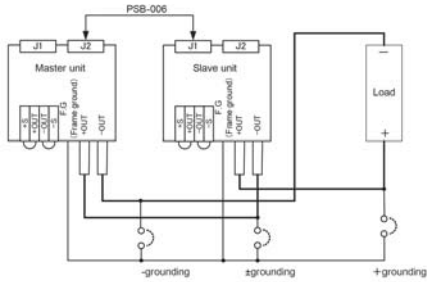 PSB-006
J1 J2 J1 J2
Master unit Slave unit
Load
−
+
+S
+OUT
-OUT
-S
F.G
(Frame ground)
+OUT
-OUT
+S
+OUT
-OUT
-S
F.G
(Frame ground)
+OUT
-OUT
-grounding ±grounding +grounding